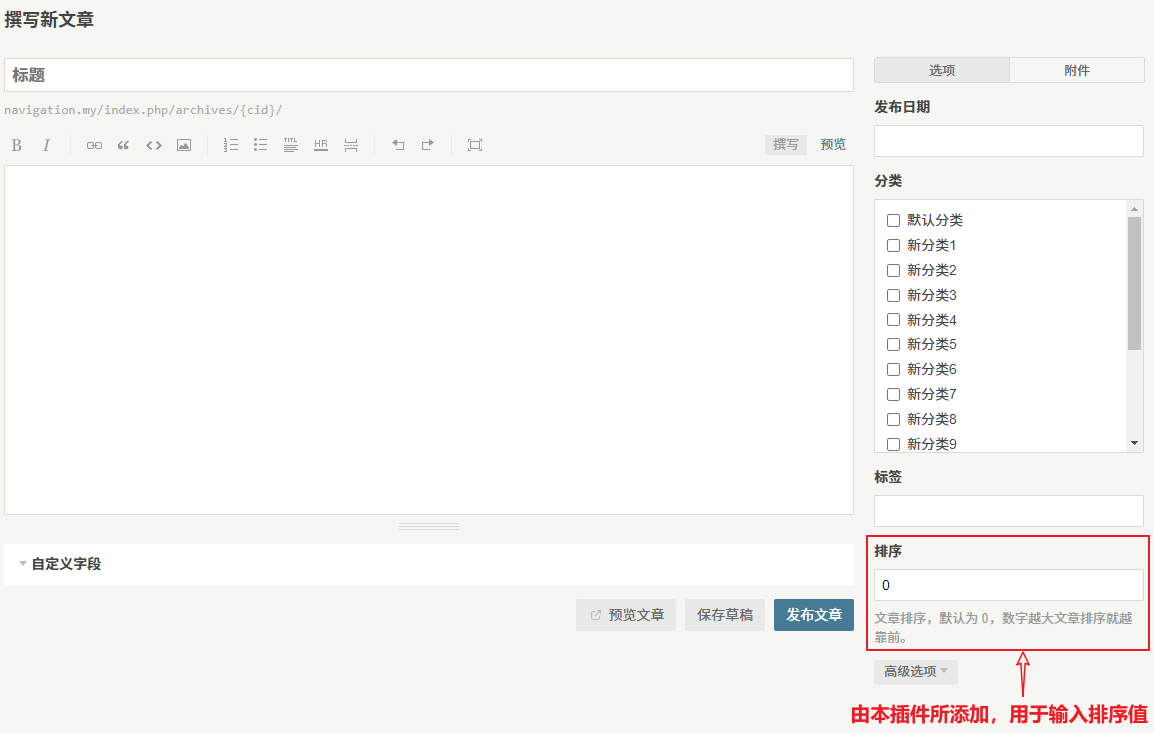 撰写新文章
标题
navigation.my/index.php/archives/{cid}/
B I TITL HR 撰写 预览
自定义字段
预览文章 保存草稿 发布文章
选项 附件
发布日期
分类
默认分类
新分类1
新分类2
新分类3
新分类4
新分类5
新分类6
新分类7
新分类8
新分类9
标签
排序
0
文章排序，默认为 0，数字越大文章排序就越
靠前。
高级选项
由本插件所添加，用于输入排序值